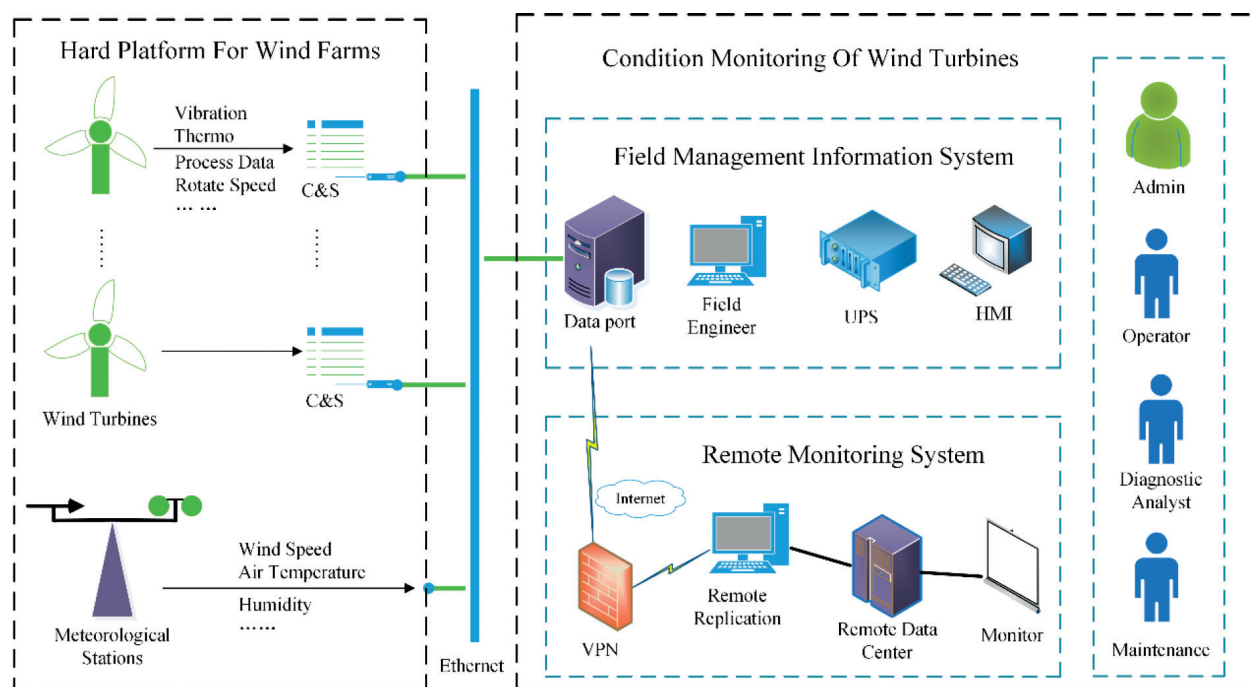 Hard Platform For Wind Farms
Vibration
Thermo
Process Data
Rotate Speed
... ...
C&S
Wind Turbines
C&S
Wind Speed
Air Temperature
Humidity
......
Meteorological
Stations
Ethernet
Condition Monitoring Of Wind Turbines
Field Management Information System
Data port
Field
Engineer
UPS
HMI
Remote Monitoring System
Internet
VPN
Remote
Replication
Remote Data
Center
Monitor
Admin
Operator
Diagnostic
Analyst
Maintenance